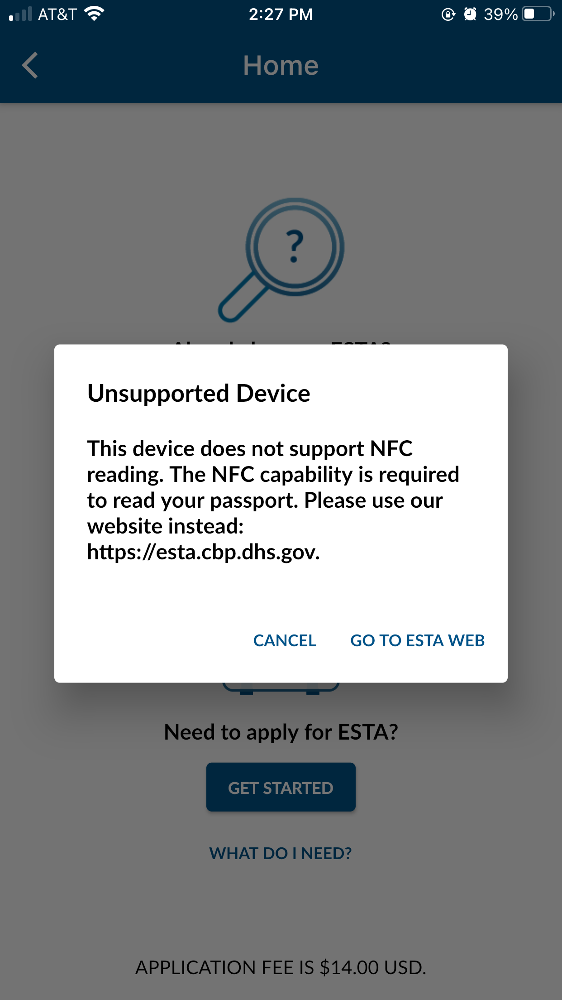 AT&T 2:27 PM 39%
Home
?
ESTA?
Unsupported Device
This device does not support NFC
reading. The NFC capability is required
to read your passport. Please use our
website instead:
https://esta.cbp.dhs.gov.
CANCEL GO TO ESTA WEB
Need to apply for ESTA?
GET STARTED
WHAT DO I NEED?
APPLICATION FEE IS $14.00 USD.